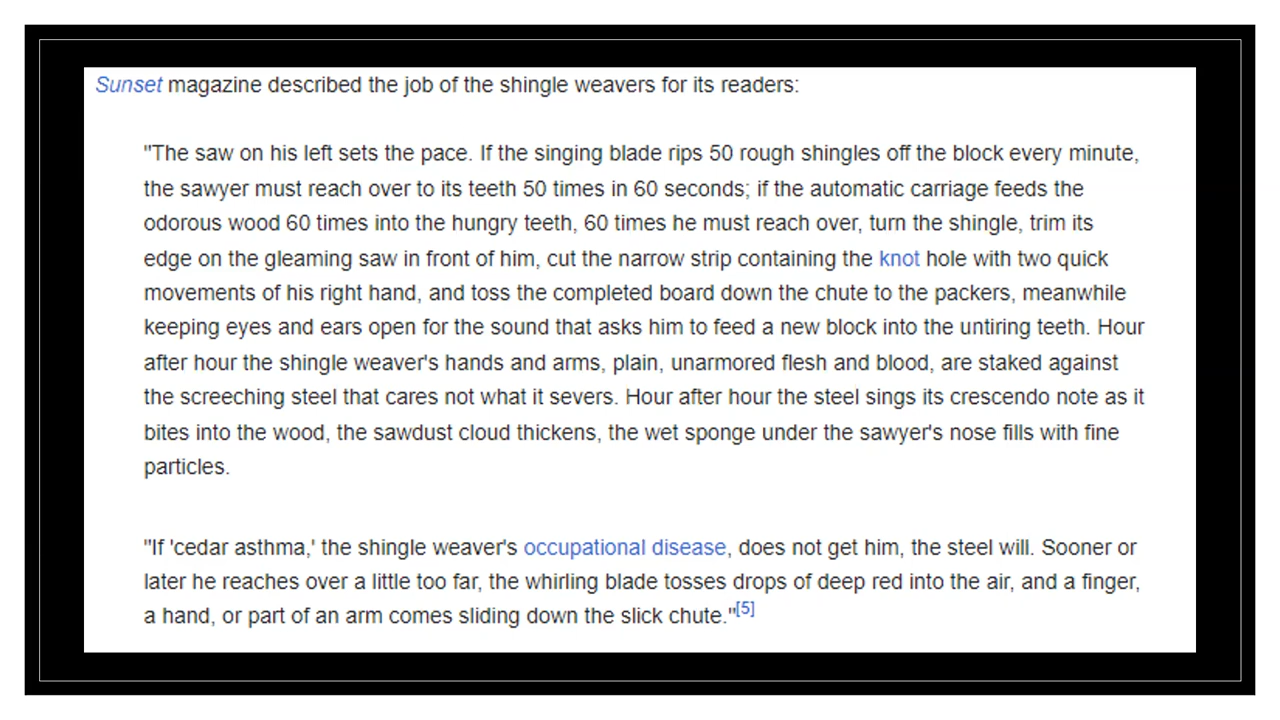 Sunset magazine described the job of the shingle weavers for its readers:
"The saw on his left sets the pace. If the singing blade rips 50 rough shingles off the block every minute,
the sawyer must reach over to its teeth 50 times in 60 seconds; if the automatic carriage feeds the
odorous wood 60 times into the hungry teeth, 60 times he must reach over, turn the shingle, trim its
edge on the gleaming saw in front of him, cut the narrow strip containing the knot hole with two quick
movements of his right hand, and toss the completed board down the chute to the packers, meanwhile
keeping eyes and ears open for the sound that asks him to feed a new block into the untiring teeth. Hour
after hour the shingle weaver's hands and arms, plain, unarmored flesh and blood, are staked against
the screeching steel that cares not what it severs. Hour after hour the steel sings its crescendo note as it
bites into the wood, the sawdust cloud thickens, the wet sponge under the sawyer's nose fills with fine
particles.
"If 'cedar asthma,' the shingle weaver's occupational disease, does not get him, the steel will. Sooner or
later he reaches over a little too far, the whirling blade tosses drops of deep red into the air, and a finger,
a hand, or part of an arm comes sliding down the slick chute."[5]